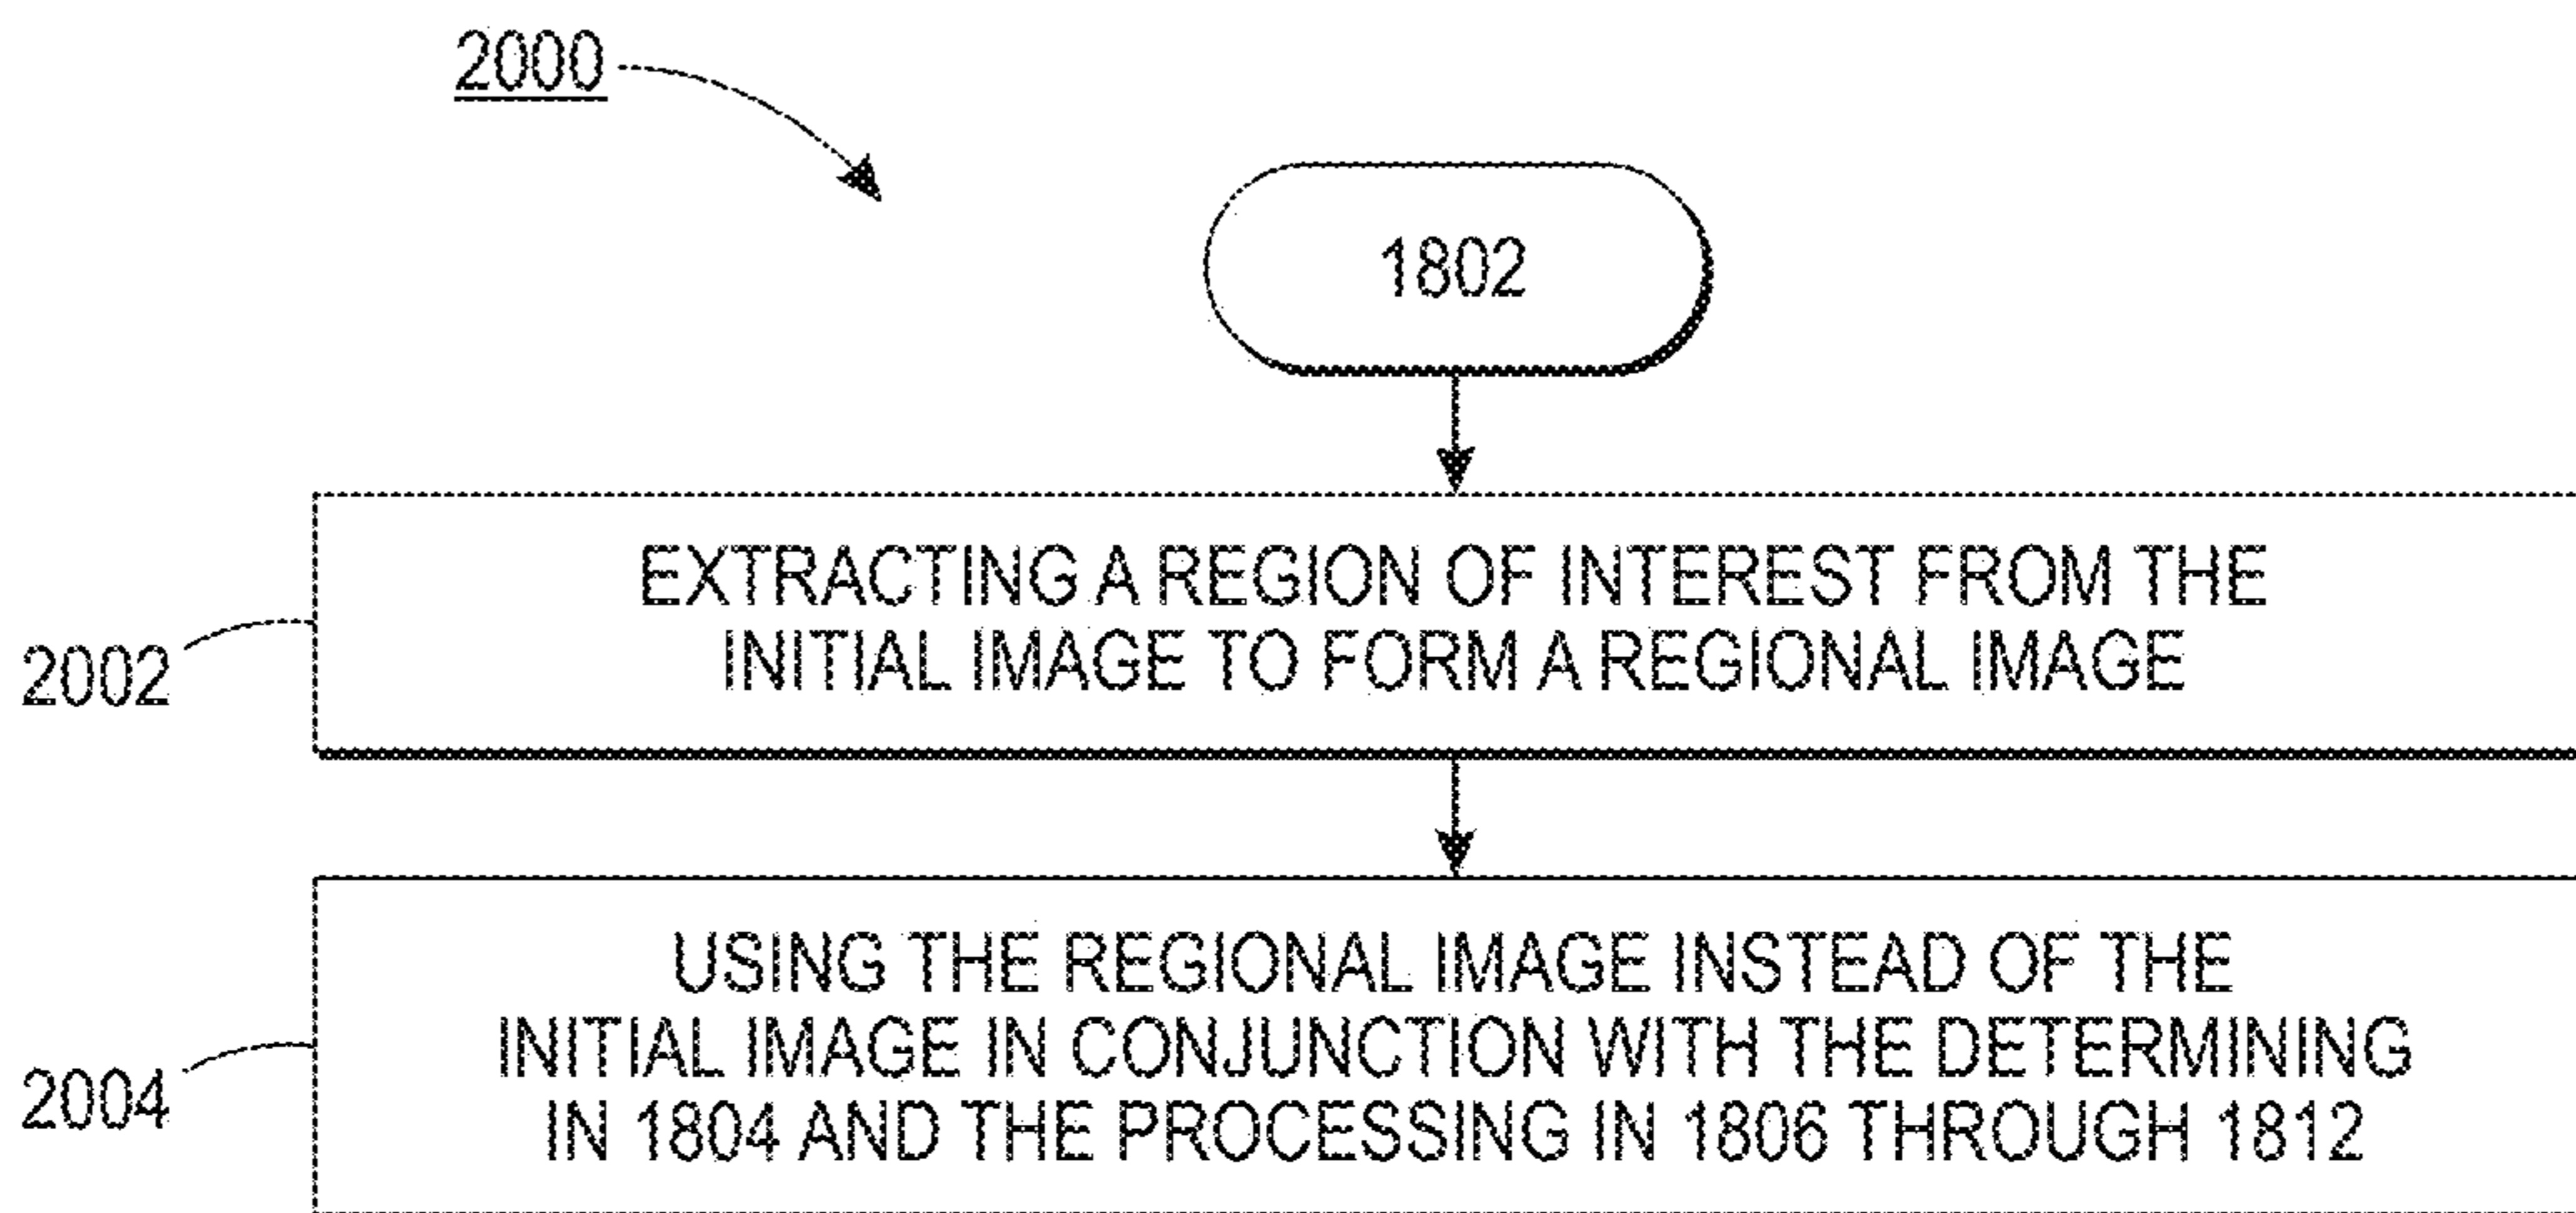 2000
1802
EXTRACTING A REGION OF INTEREST FROM THE
INITIAL IMAGE TO FORM A REGIONAL IMAGE
2002
USING THE REGIONAL IMAGE INSTEAD OF THE
INITIAL IMAGE IN CONJUNCTION WITH THE DETERMINING
IN 1804 AND THE PROCESSING IN 1806 THROUGH 1812
2004